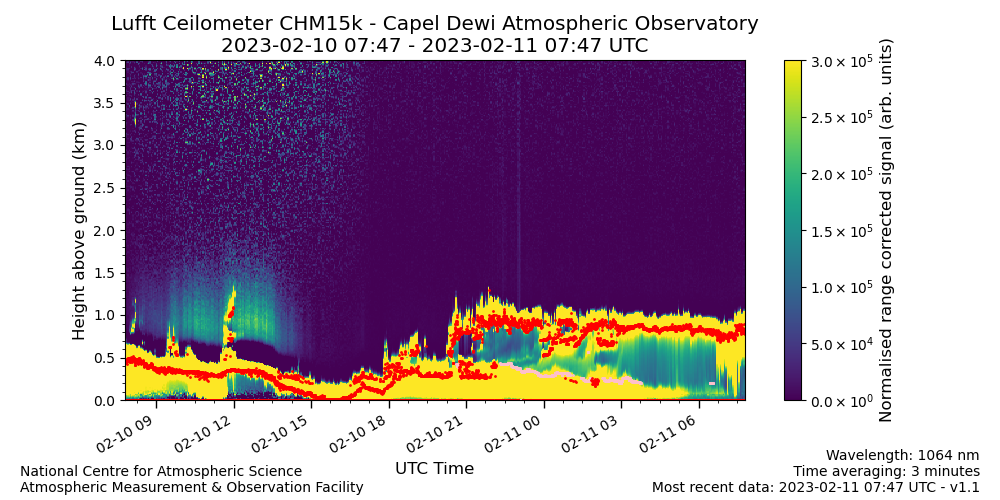 Lufft Ceilometer CHM15k - Capel Dewi Atmospheric Observatory
2023-02-10 07:47 - 2023-02-11 07:47 UTC
4.0
3.5
3.0
2.5
2.0
1.5
1.0
0.5
0.0
Height above ground (km)
02-10 09
02-10 12
02-10 15
02-10 18
02-10 21
02-11 00
02-11 03
02-11 06
UTC Time
3.0 × 10⁵
2.5 × 10⁵
2.0 × 10⁵
1.5 × 10⁵
1.0 × 10⁵
5.0 × 10⁴
0.0 × 10⁰
Normalised range corrected signal (arb. units)
National Centre for Atmospheric Science
Atmospheric Measurement & Observation Facility
Wavelength: 1064 nm
Time averaging: 3 minutes
Most recent data: 2023-02-11 07:47 UTC - v1.1